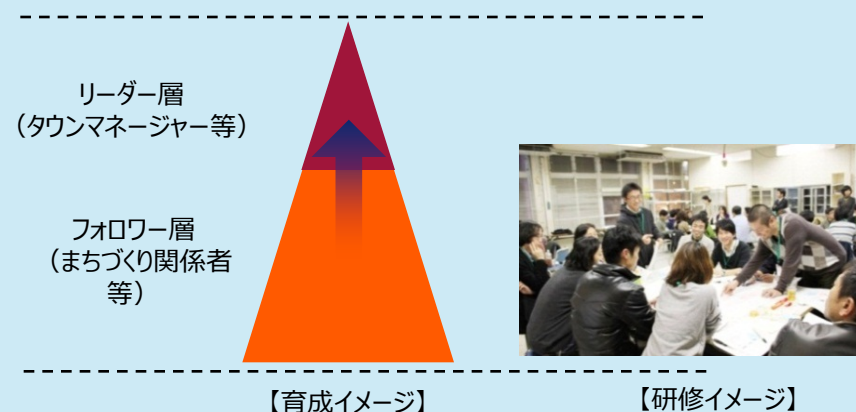 リーダー層
（タウンマネージャー等）
フォロワー層
（まちづくり関係者
等）
【育成イメージ】
【研修イメージ】